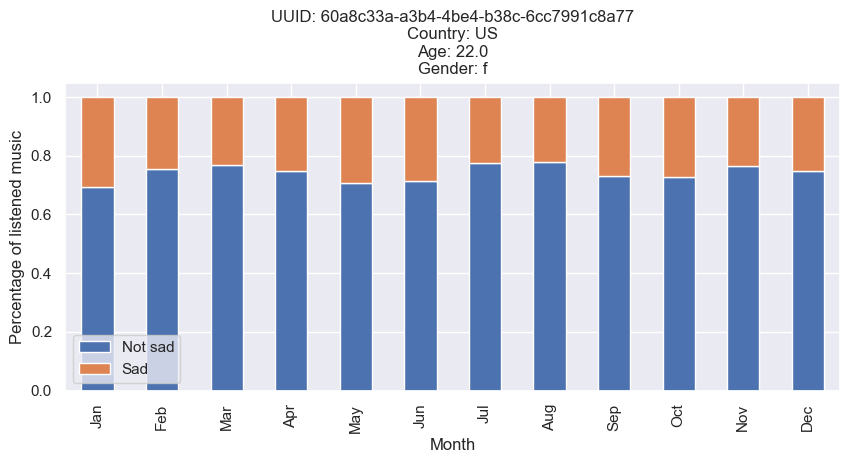 UUID: 60a8c33a-a3b4-4be4-b38c-6cc7991c8a77
Country: US
Age: 22.0
Gender: f
Percentage of listened music
1.0
0.8
0.6
0.4
0.2
0.0
Not sad
Sad
Jan
Feb
Mar
Apr
May
Jun
Jul
Aug
Sep
Oct
Nov
Dec
Month